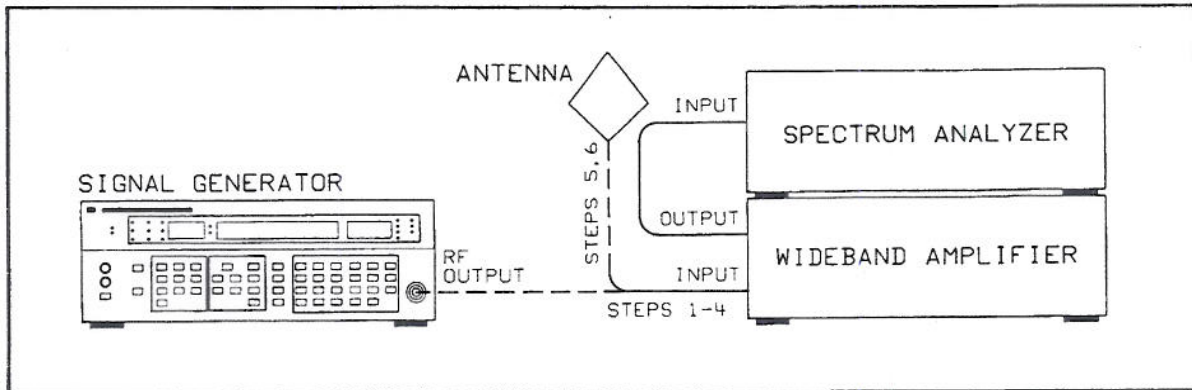 ANTENNA
INPUT
SPECTRUM ANALYZER
STEPS 5,6
SIGNAL GENERATOR
OUTPUT
WIDEBAND AMPLIFIER
RF
OUTPUT
INPUT
STEPS 1-4